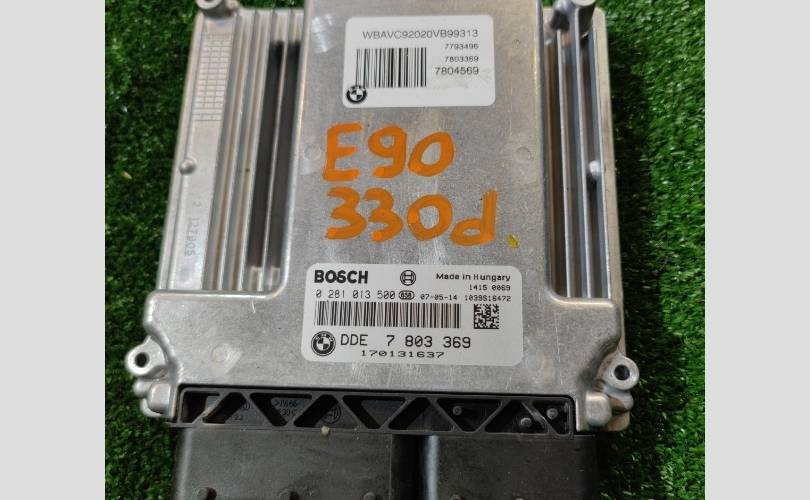 WBAVC92020VB99313
7793496
7803369
7804569
E90
330d
BOSCH
Made in Hungary
1415 0069
0 281 013 500 658 07-05-14 1039S16472
DDE 7 803 369
170131637